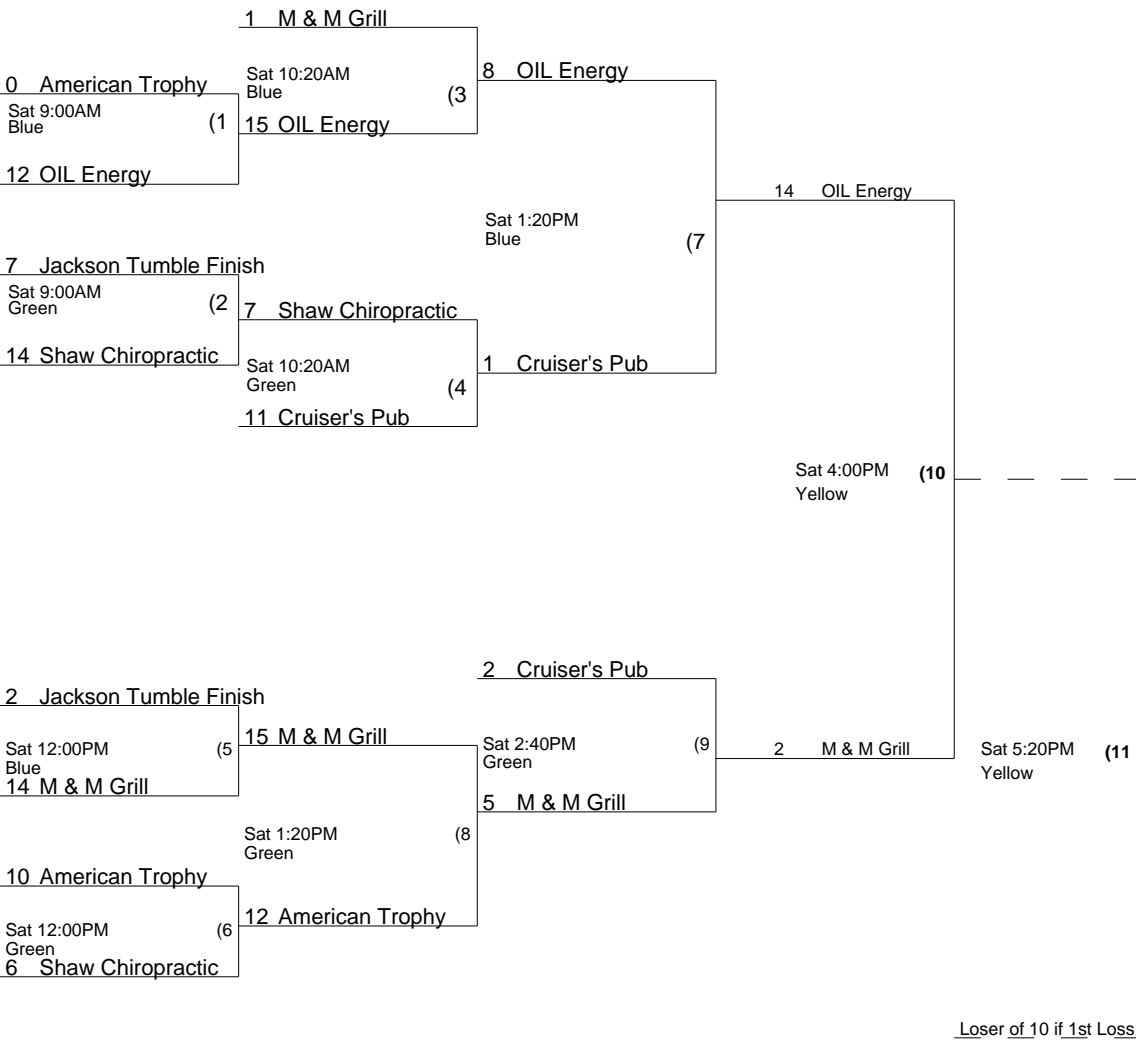 1 M & M Grill
Sat 10:20AM
Blue
(3
8 OIL Energy
0 American Trophy
Sat 9:00AM
Blue
(1
15 OIL Energy
12 OIL Energy
14 OIL Energy
Sat 1:20PM
Blue
(7
7 Jackson Tumble Finish
Sat 9:00AM
Green
(2
7 Shaw Chiropractic
14 Shaw Chiropractic
Sat 10:20AM
Green
(4
1 Cruiser's Pub
11 Cruiser's Pub
Sat 4:00PM
Yellow
(10
2 Cruiser's Pub
2 Jackson Tumble Finish
Sat 12:00PM
Blue
(5
15 M & M Grill
14 M & M Grill
Sat 2:40PM
Green
(9
2 M & M Grill
Sat 5:20PM
Yellow
(11
5 M & M Grill
Sat 1:20PM
Green
(8
10 American Trophy
Sat 12:00PM
Green
(6
12 American Trophy
6 Shaw Chiropractic
Loser of 10 if 1st Loss